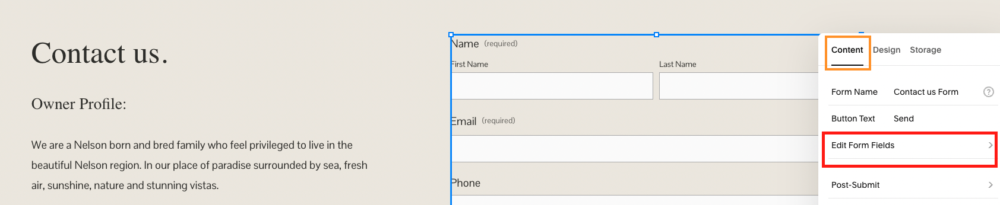 Contact us.
Owner Profile:
We are a Nelson born and bred family who feel privileged to live in the
beautiful Nelson region. In our place of paradise surrounded by sea, fresh
air, sunshine, nature and stunning vistas.
Name (required)
First Name Last Name
Email (required)
Phone
Content Design Storage
Form Name Contact us Form ?
Button Text Send
Edit Form Fields
Post-Submit